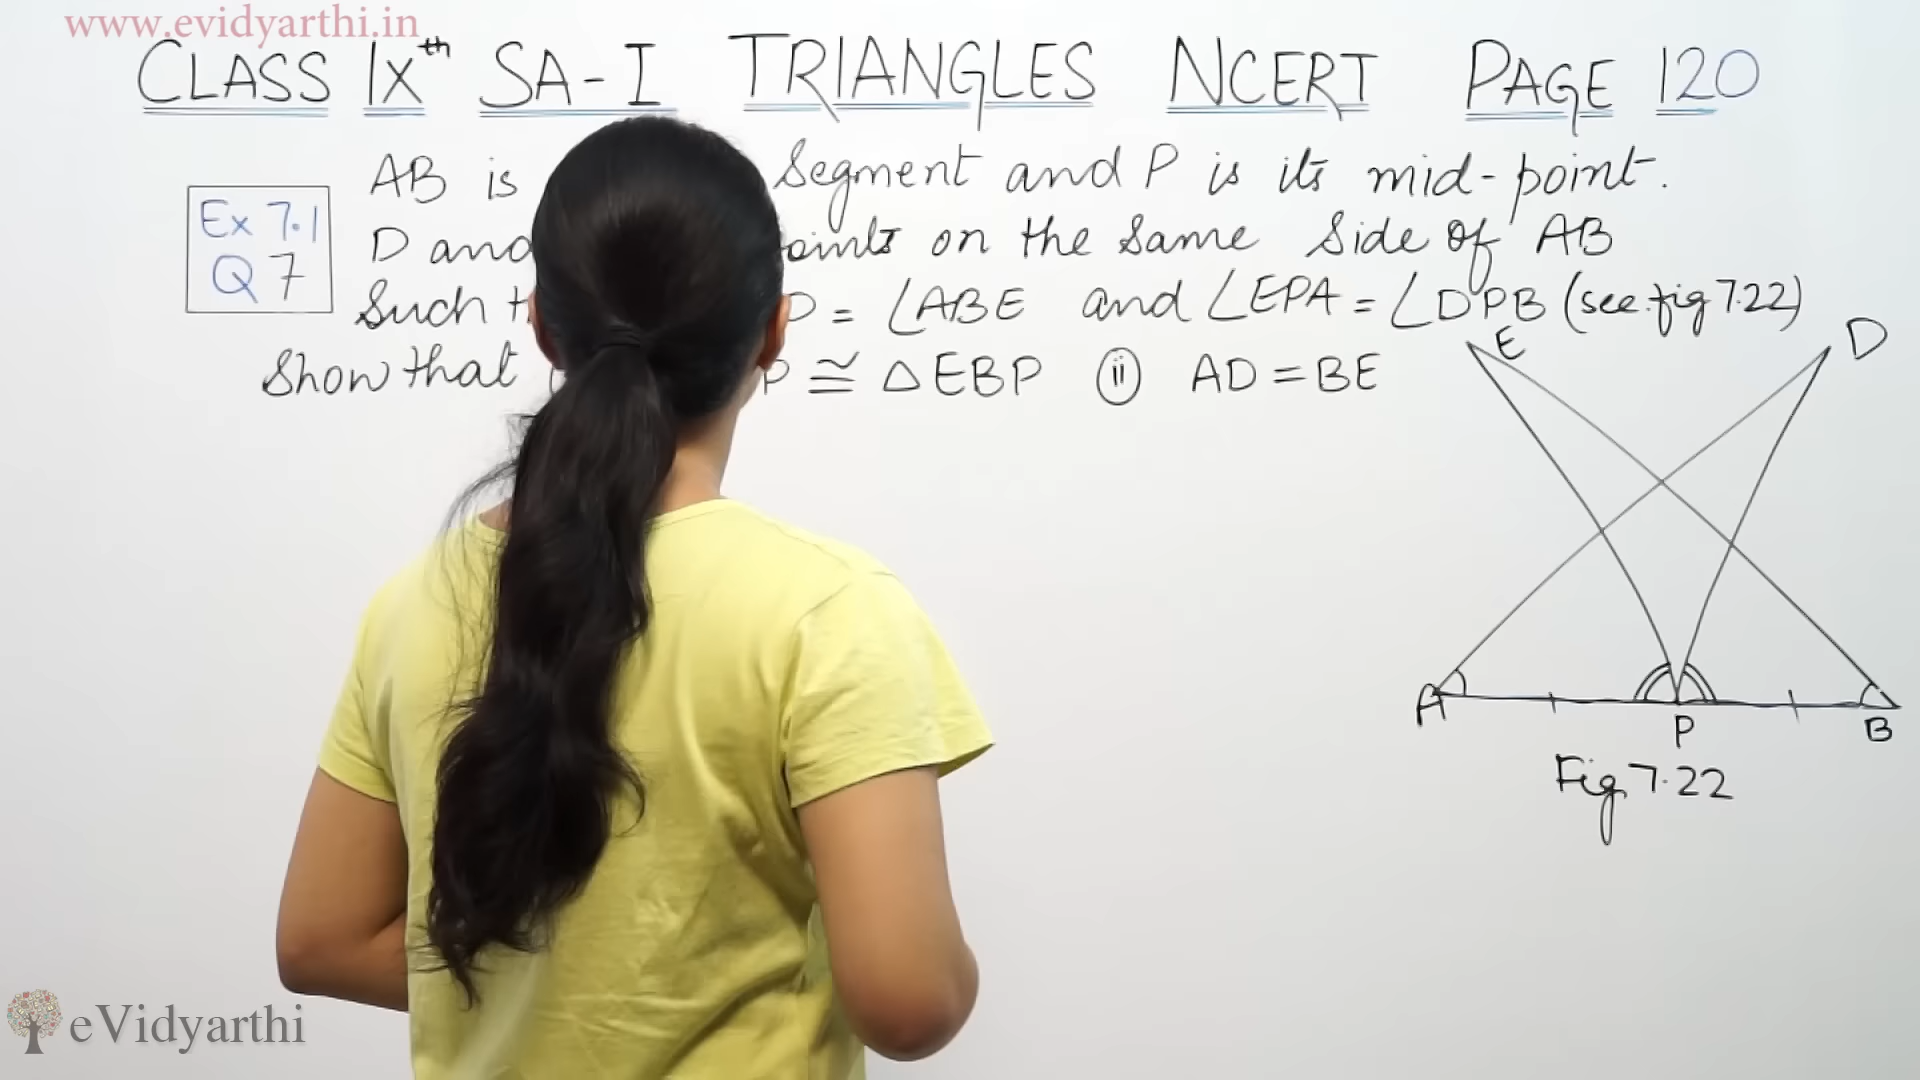 www.evidyarthi.in
CLASS IXth SA-I TRIANGLES NCERT PAGE 120
AB is segment and P is its mid-point.
Ex 7.1
Q 7
D and on the same side of AB
Such = ∠ABE and ∠EPA = ∠DPB (see fig 7.22)
Show that P ≅ △EBP (ii) AD = BE
E D
A P B
Fig 7.22
eVidyarthi